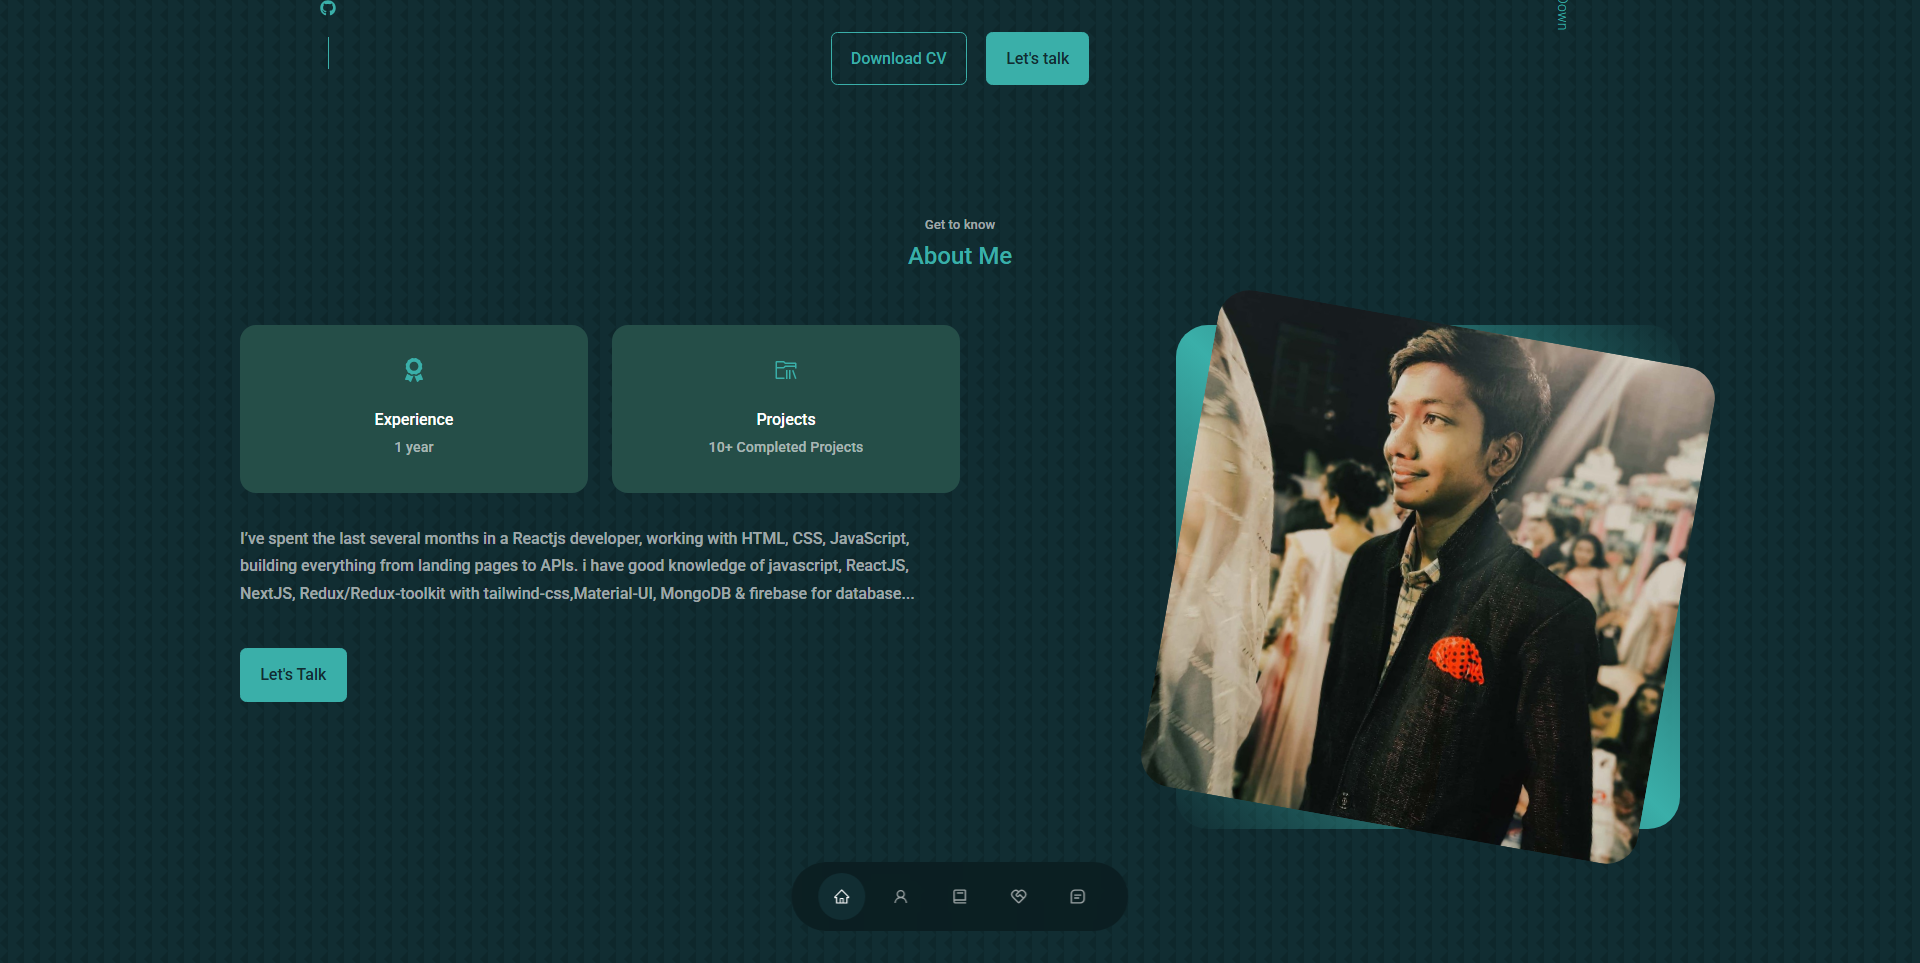 Down
Download CV
Let's talk
Get to know
About Me
Experience
1 year
Projects
10+ Completed Projects
I’ve spent the last several months in a Reactjs developer, working with HTML, CSS, JavaScript,
building everything from landing pages to APIs. i have good knowledge of javascript, ReactJS,
NextJS, Redux/Redux-toolkit with tailwind-css,Material-UI, MongoDB & firebase for database...
Let's Talk